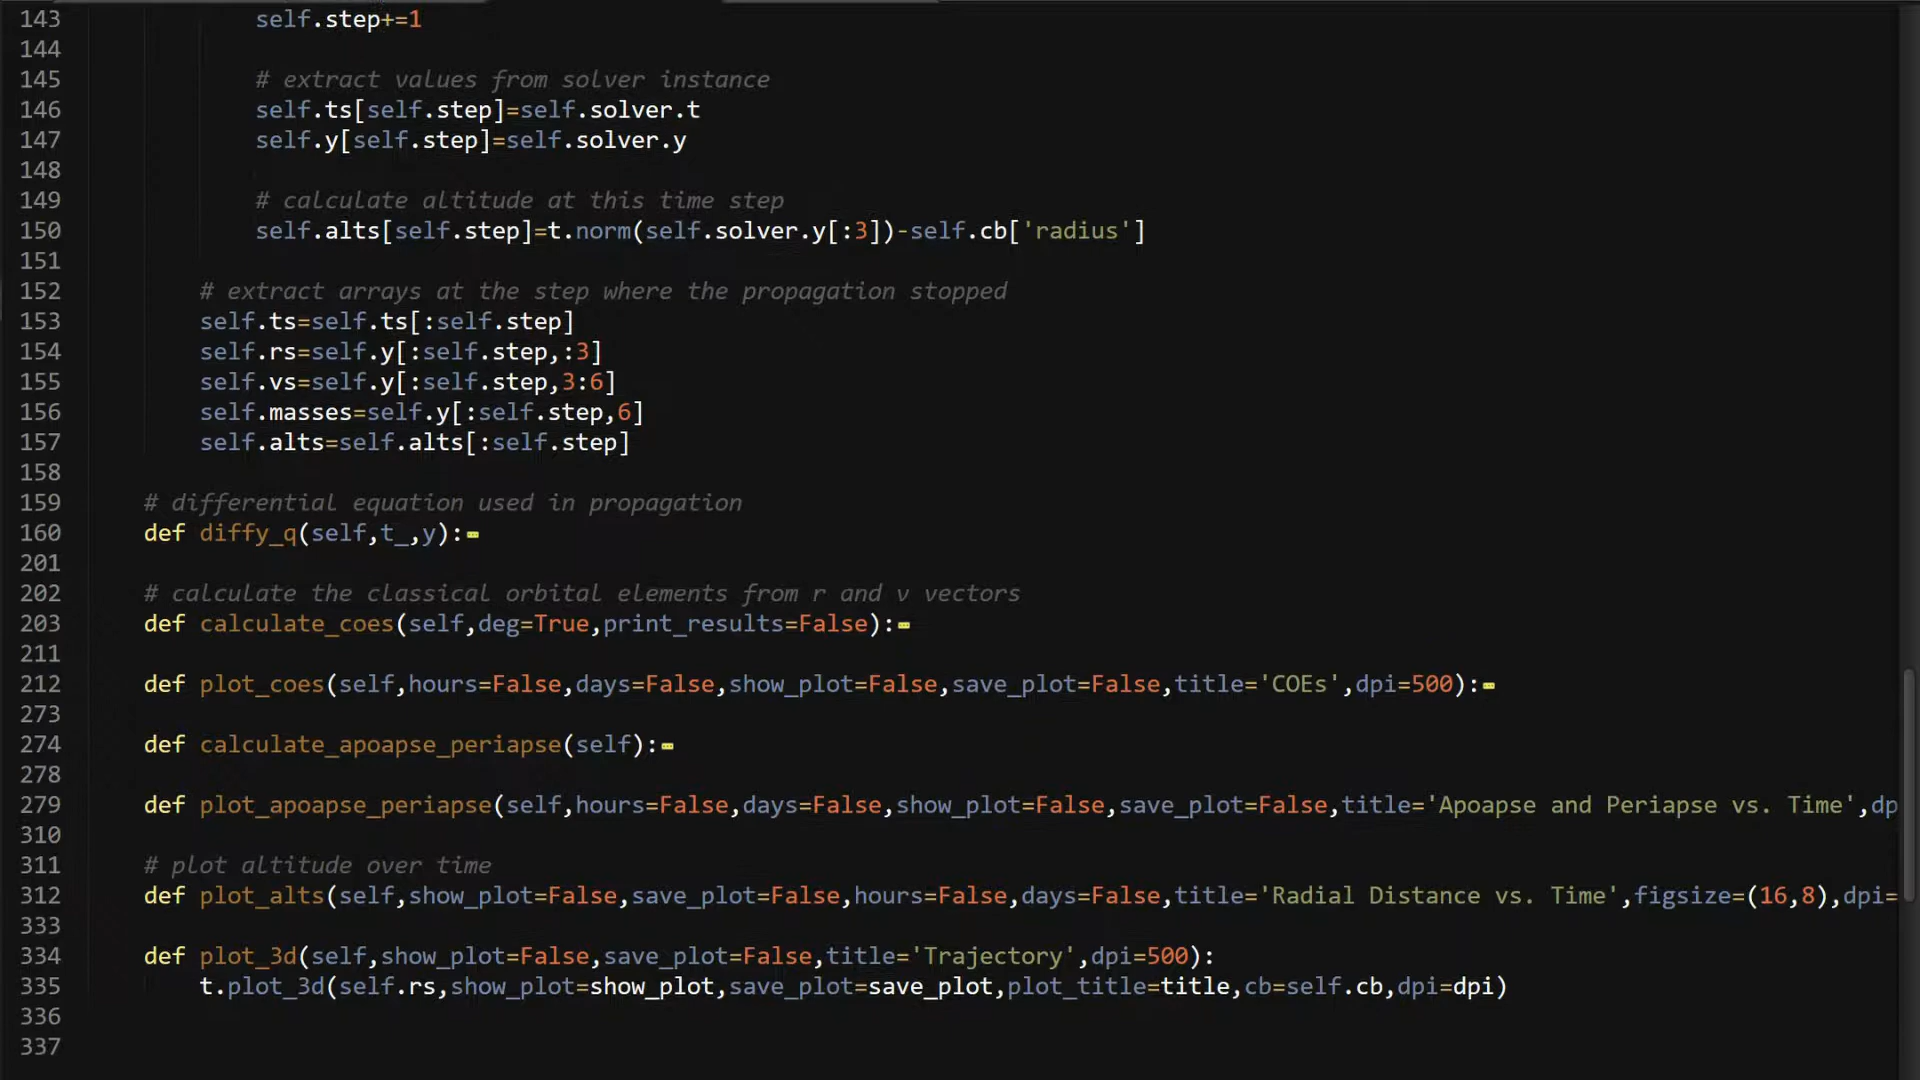 143 self.step+=1
144
145 # extract values from solver instance
146 self.ts[self.step]=self.solver.t
147 self.y[self.step]=self.solver.y
148
149 # calculate altitude at this time step
150 self.alts[self.step]=t.norm(self.solver.y[:3])-self.cb['radius']
151
152 # extract arrays at the step where the propagation stopped
153 self.ts=self.ts[:self.step]
154 self.rs=self.y[:self.step,:3]
155 self.vs=self.y[:self.step,3:6]
156 self.masses=self.y[:self.step,6]
157 self.alts=self.alts[:self.step]
158
159 # differential equation used in propagation
160 def diffy_q(self,t_,y):
201
202 # calculate the classical orbital elements from r and v vectors
203 def calculate_coes(self,deg=True,print_results=False):
211
212 def plot_coes(self,hours=False,days=False,show_plot=False,save_plot=False,title='COEs',dpi=500):
273
274 def calculate_apoapse_periapse(self):
278
279 def plot_apoapse_periapse(self,hours=False,days=False,show_plot=False,save_plot=False,title='Apoapse and Periapse vs. Time',dp
310
311 # plot altitude over time
312 def plot_alts(self,show_plot=False,save_plot=False,hours=False,days=False,title='Radial Distance vs. Time',figsize=(16,8),dpi=
333
334 def plot_3d(self,show_plot=False,save_plot=False,title='Trajectory',dpi=500):
335 t.plot_3d(self.rs,show_plot=show_plot,save_plot=save_plot,plot_title=title,cb=self.cb,dpi=dpi)
336
337